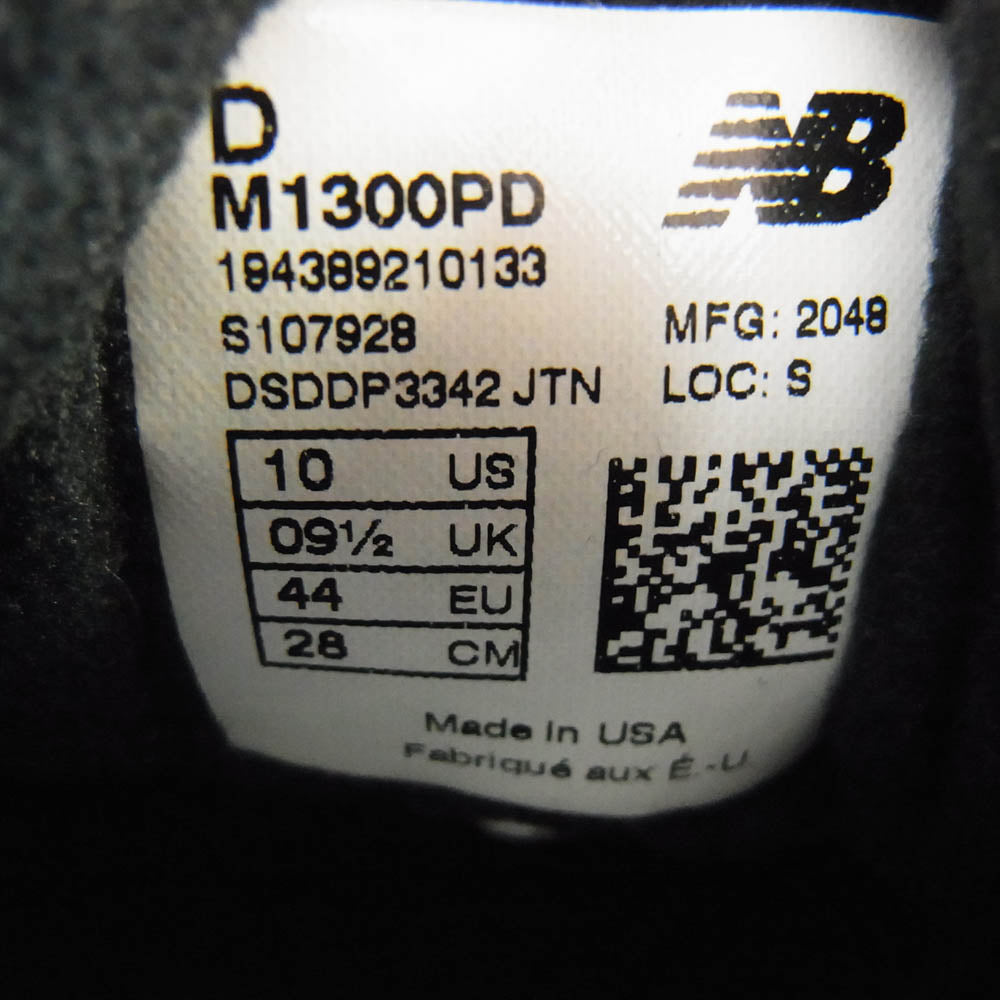 D
NB
M1300PD
194389210133
S107928
MFG: 2048
DSDDP3342 JTN
LOC: S
10 US
09½ UK
44 EU
28 CM
Made in USA
Fabriqué aux É.-U